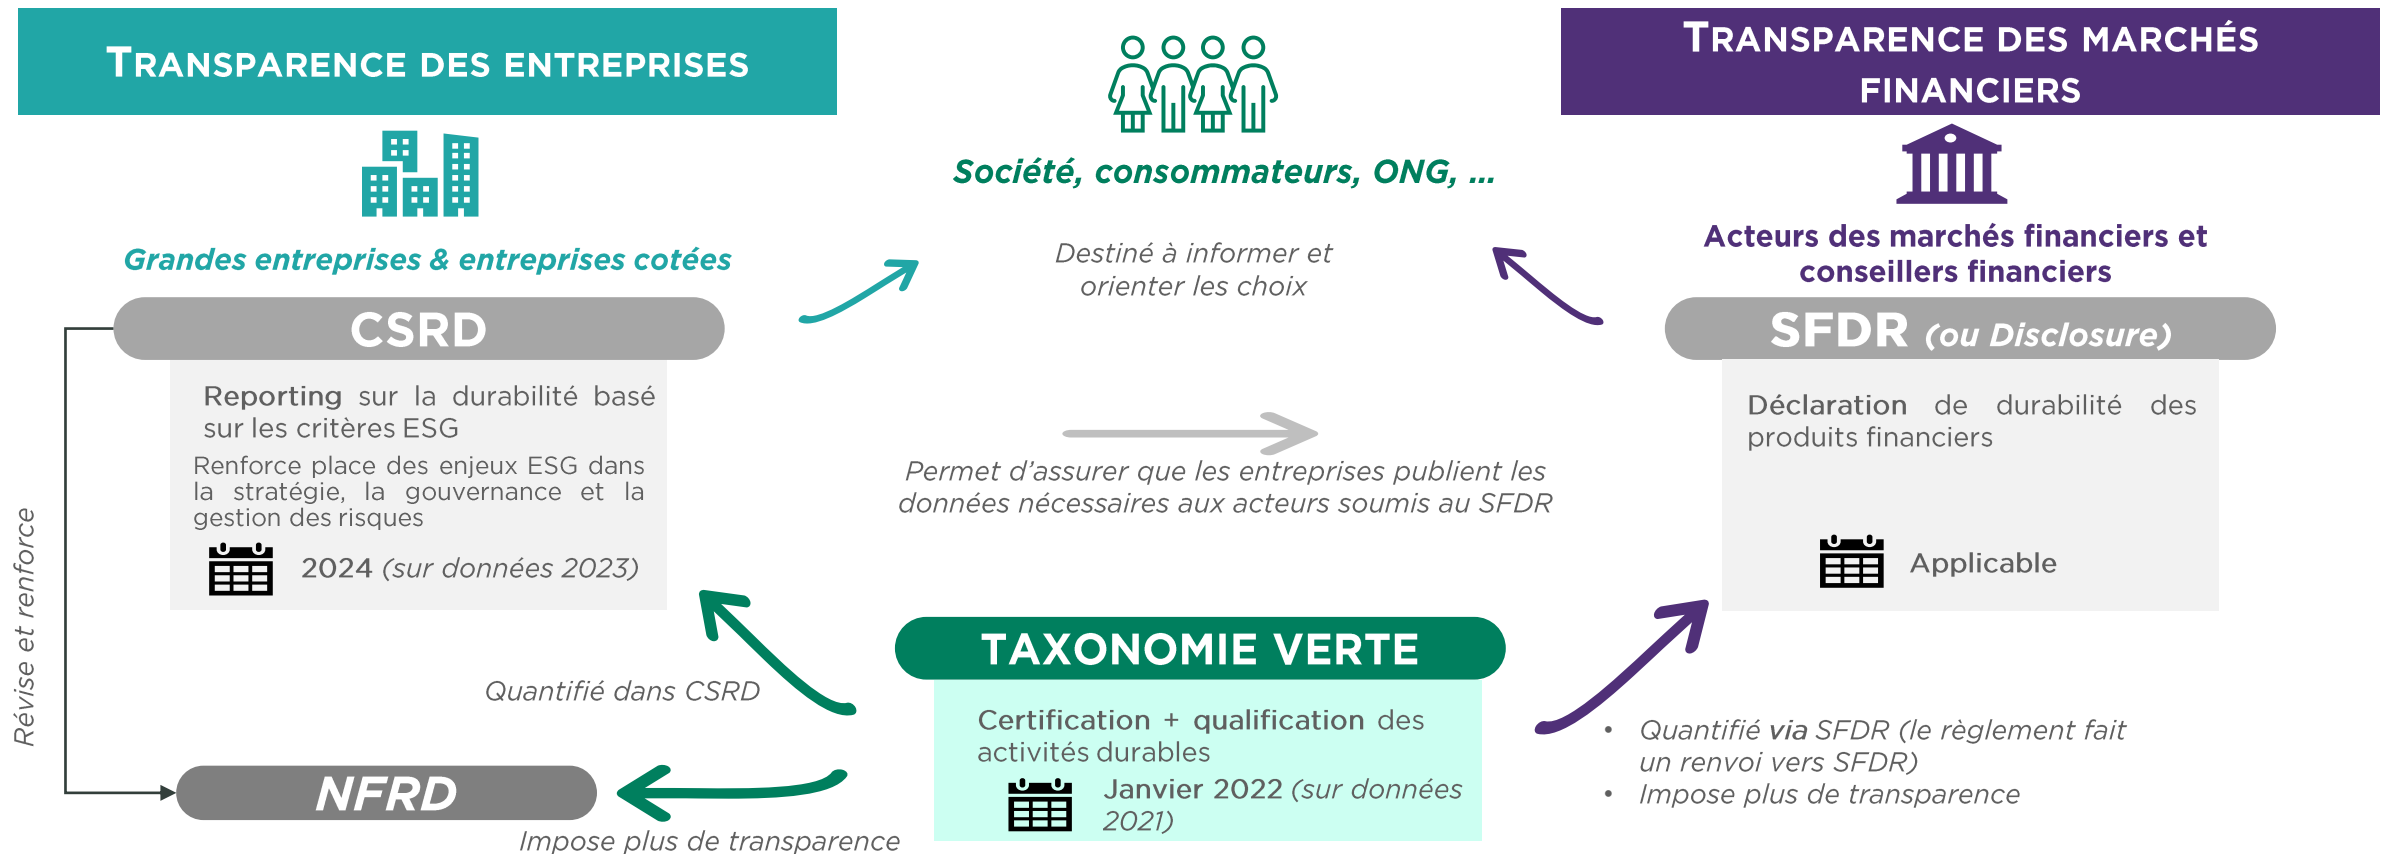 TRANSPARENCE DES ENTREPRISES
Grandes entreprises & entreprises cotées
CSRD
Reporting sur la durabilité basé
sur les critères ESG
Renforce place des enjeux ESG dans
la stratégie, la gouvernance et la
gestion des risques
2024 (sur données 2023)
Révise et renforce
NFRD
Société, consommateurs, ONG, ...
Destiné à informer et
orienter les choix
Permet d’assurer que les entreprises publient les
données nécessaires aux acteurs soumis au SFDR
Quantifié dans CSRD
Impose plus de transparence
TAXONOMIE VERTE
Certification + qualification des
activités durables
Janvier 2022 (sur données
2021)
TRANSPARENCE DES MARCHÉS
FINANCIERS
Acteurs des marchés financiers et
conseillers financiers
SFDR (ou Disclosure)
Déclaration de durabilité des
produits financiers
Applicable
• Quantifié via SFDR (le règlement fait
un renvoi vers SFDR)
• Impose plus de transparence